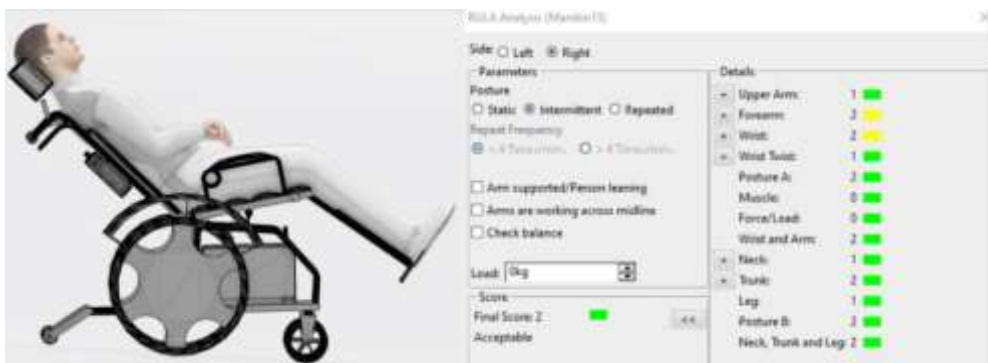 RULA Analysis (Manikin13)
Side: Left Right
Parameters
Posture
Static Intermittent Repeated
Repeat Frequency
Arm supported/Person leaning
Arms are working across midline
Check balance
Load: 0kg
Score
Final Score: 2
Acceptable
<<
Details
+ Upper Arm: 1
+ Forearm: 2
+ Wrist: 2
+ Wrist Twist: 1
Posture A: 2
Muscle: 0
Force/Load: 0
Wrist and Arm: 2
+ Neck: 1
+ Trunk: 2
Leg: 1
Posture B: 2
Neck, Trunk and Leg: 2